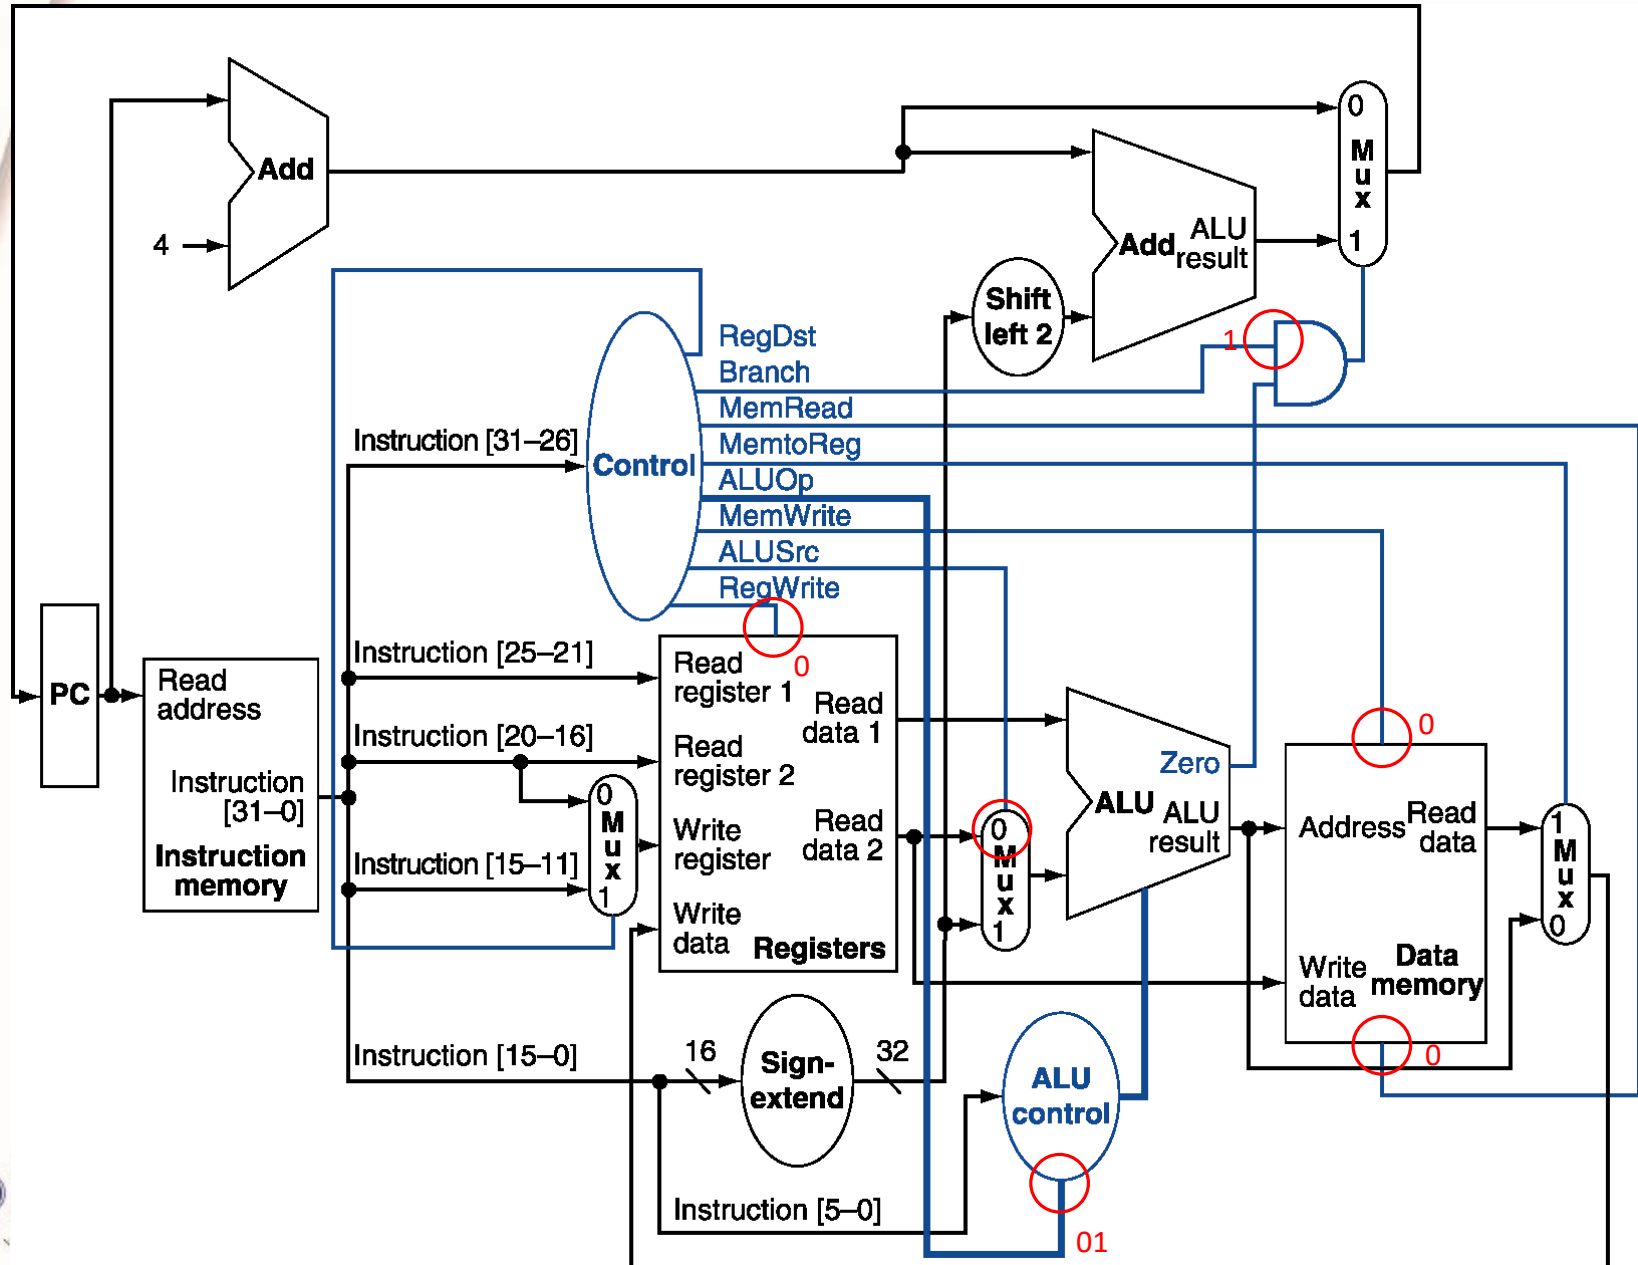 0
M
u
x
1
Add
4
ALU
Add result
Shift
left 2
RegDst
1
Branch
MemRead
MemtoReg
Instruction [31–26]
Control
ALUOp
MemWrite
ALUSrc
RegWrite
0
Instruction [25–21]
PC
Read
address
Read
register 1
Read
data 1
0
Instruction [20–16]
Read
register 2
Zero
Instruction
[31–0]
0
M
u
x
1
Instruction [15–11]
Write
register
Read
data 2
0
M
u
x
1
ALU
ALU
result
Address
Read
data
1
M
u
x
0
Instruction
memory
Write
data
Registers
Write
data
Data
memory
Instruction [15–0]
16
Sign-
extend
32
ALU
control
0
Instruction [5–0]
01